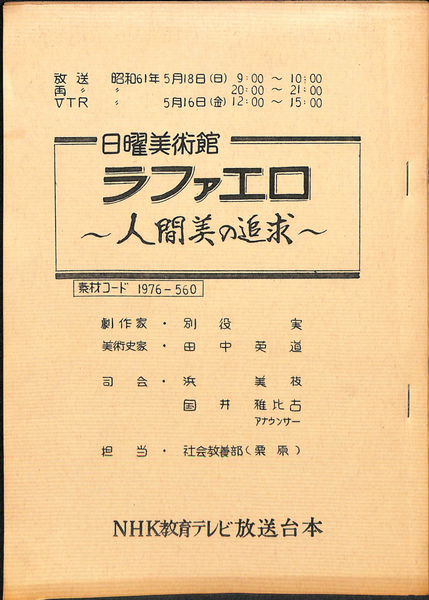 放送 昭和61年5月18日(日) 9:00 ～ 10:00
再〃 〃 20:00 ～ 21:00
VTR 〃 5月16日(金) 12:00 ～ 15:00
日曜美術館
ラファエロ
～人間美の追求～
素材コード 1976-560
劇作家・別役 実
美術史家・田中英道
司会・浜 美枝
国井雅比古
アナウンサー
担当・社会教養部(栗原)
NHK教育テレビ放送台本